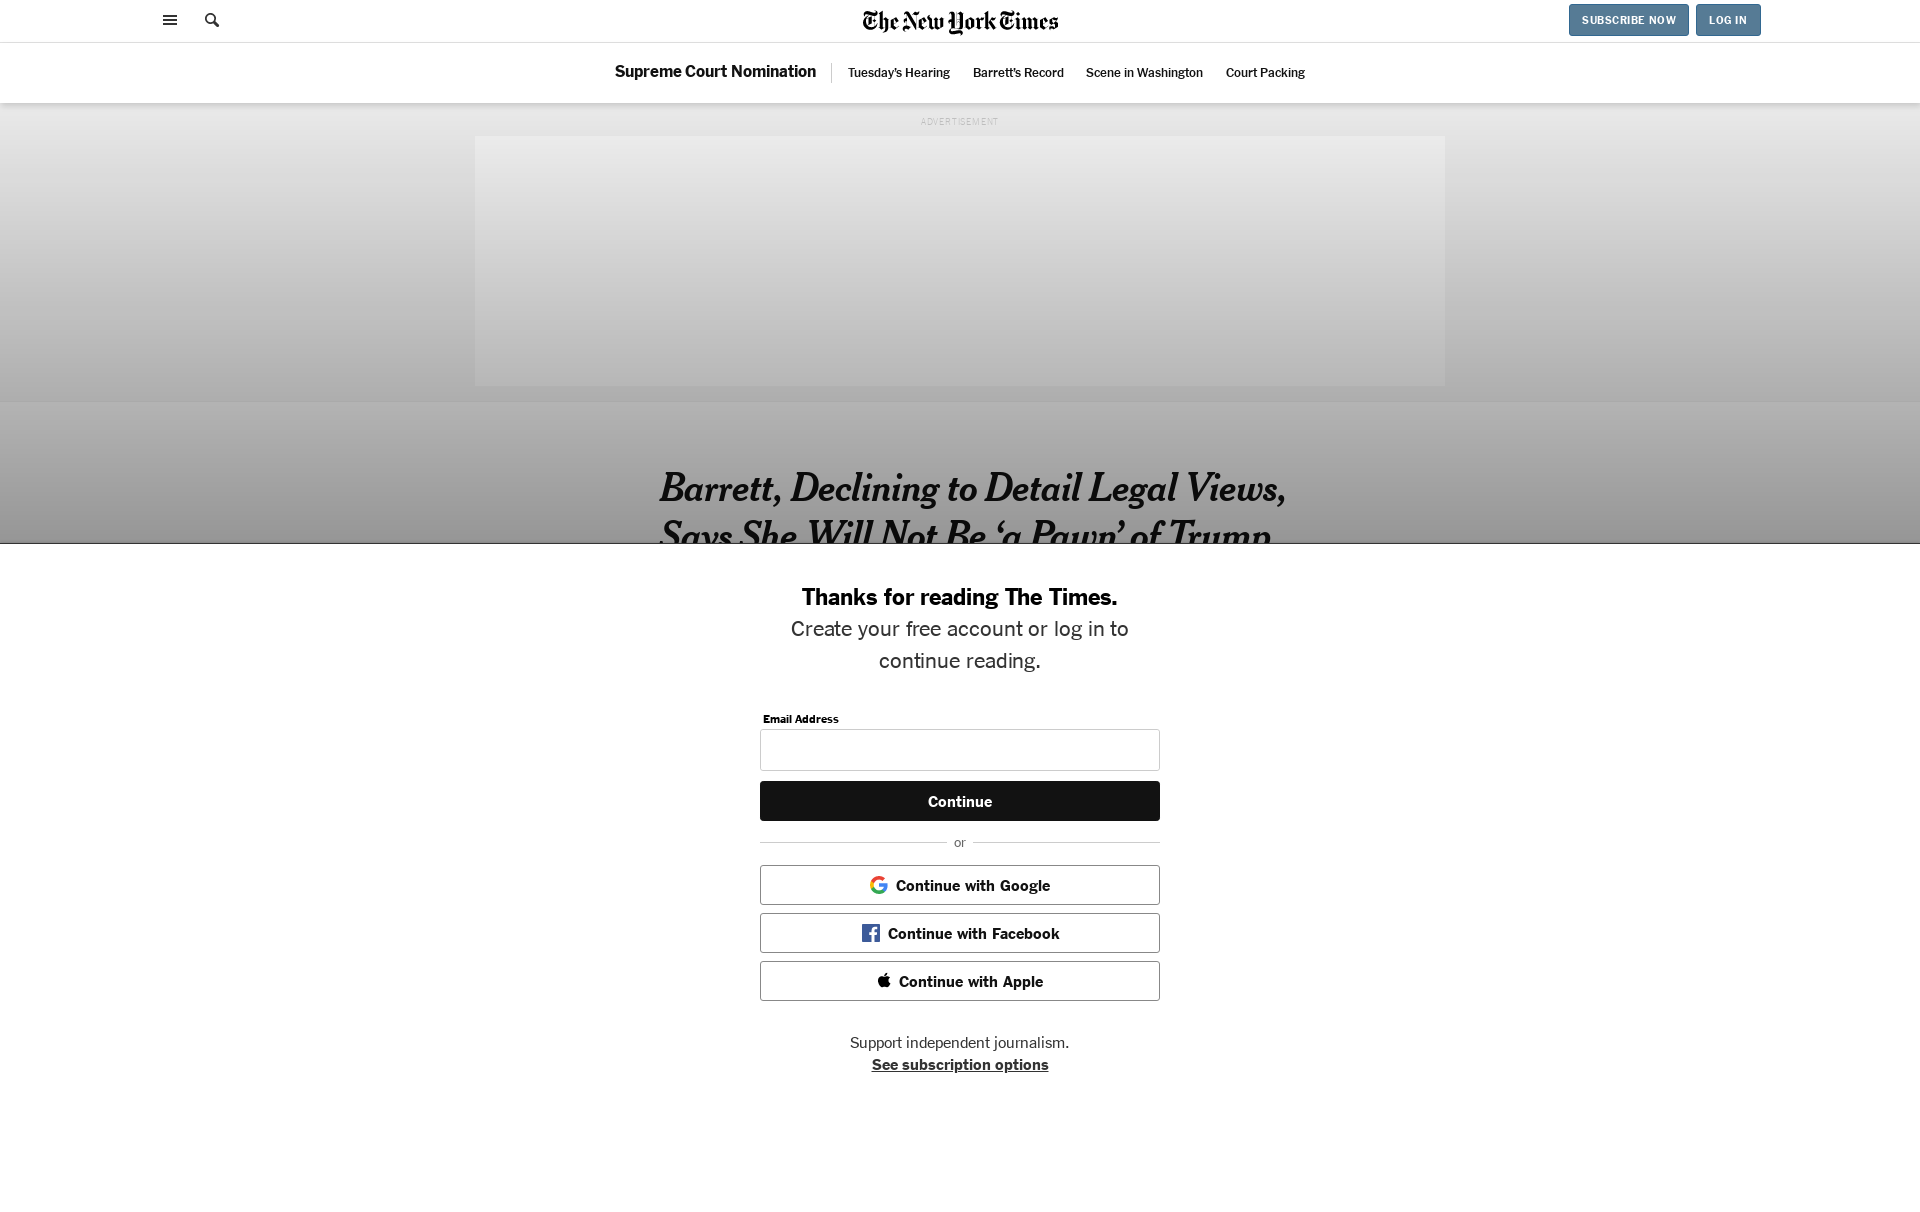 The New York Times
SUBSCRIBE NOW
LOG IN
Supreme Court Nomination
Tuesday’s Hearing
Barrett’s Record
Scene in Washington
Court Packing
ADVERTISEMENT
Barrett, Declining to Detail Legal Views,
Says She Will Not Be ‘a Pawn’ of Trump
Thanks for reading The Times.
Create your free account or log in to
continue reading.
Email Address
Continue
or
Continue with Google
Continue with Facebook
Continue with Apple
Support independent journalism.
See subscription options